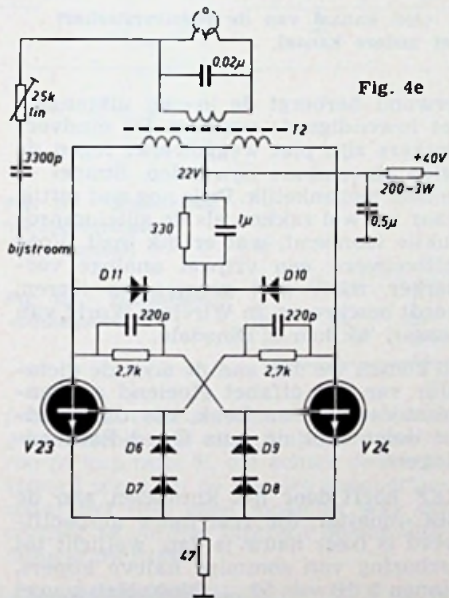 0.02µ
Fig. 4e
25k
lin
T2
+40V
22V
200-3W
3300p
330
1µ
0.5µ
bijstroom
D11
D10
220p
220p
2,7k
2,7k
V23
D6
D9
V24
D7
D8
47